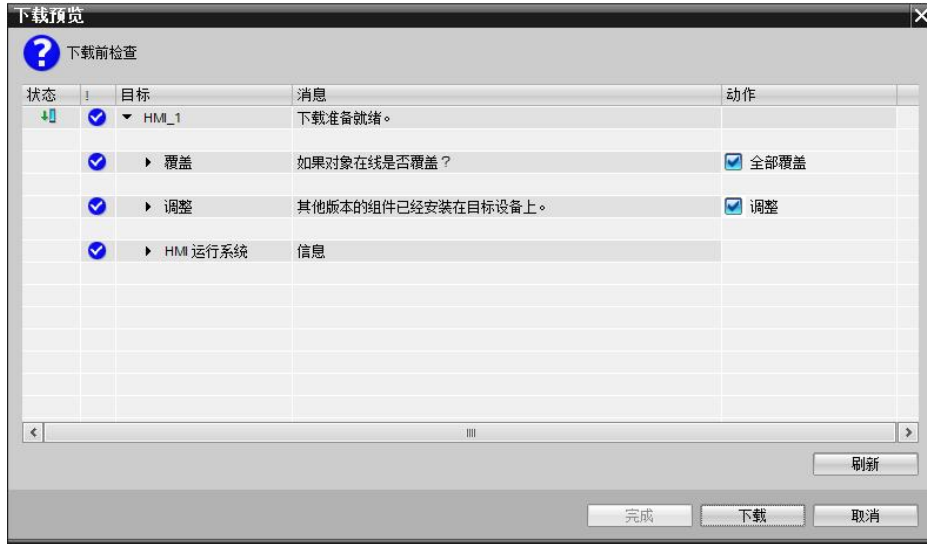 下载预览
下载前检查
状态 ! 目标 消息 动作
HMI_1 下载准备就绪。
覆盖 如果对象在线是否覆盖？ 全部覆盖
调整 其他版本的组件已经安装在目标设备上。 调整
HMI 运行系统 信息
刷新
完成 下载 取消